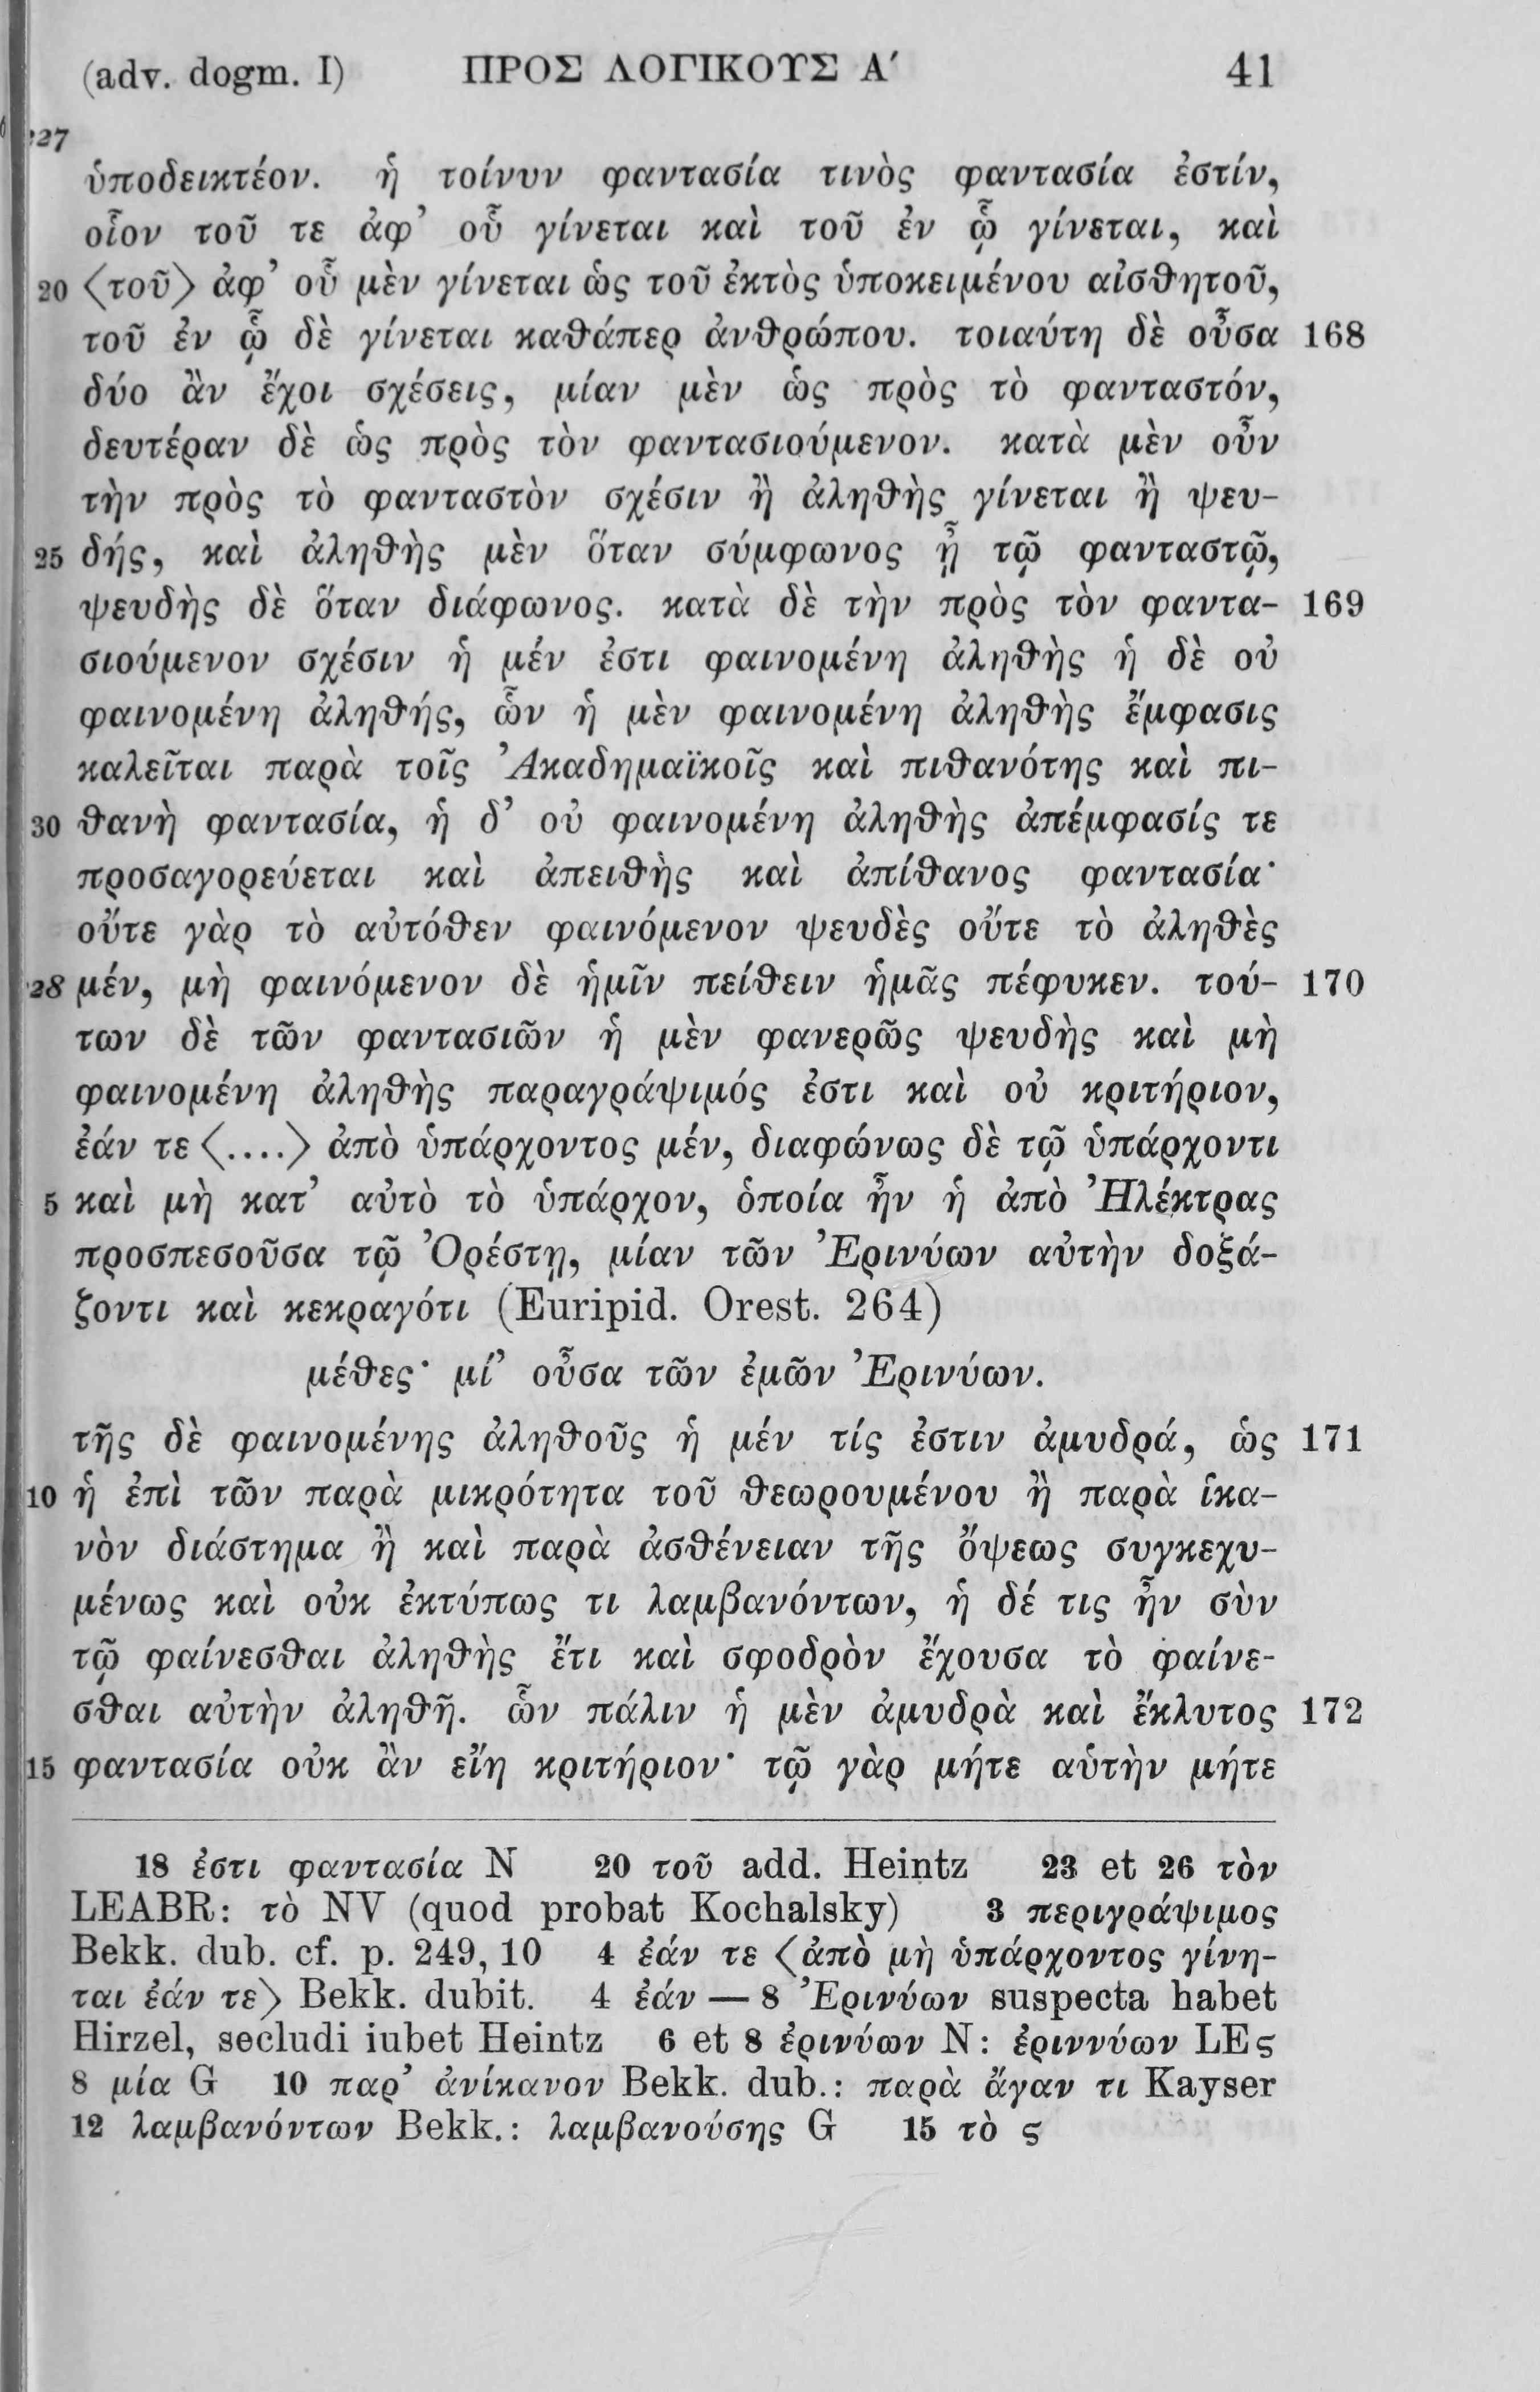 (adv. dogm. I) ΠΡΟΣ ΛΟΓΙΚΟΥΣ Α′ 41
227
ὑποδεικτέον. ἡ τοίνυν φαντασία τινὸς φαντασία ἐστίν,
οἷον τοῦ τε ἀφ’ οὗ γίνεται καὶ τοῦ ἐν ᾧ γίνεται, καὶ
20 〈τοῦ〉 ἀφ’ οὗ μὲν γίνεται ὡς τοῦ ἐκτὸς ὑποκειμένου αἰσθητοῦ,
τοῦ ἐν ᾧ δὲ γίνεται καθάπερ ἀνθρώπου. τοιαύτη δὲ οὖσα 168
δύο ἂν ἔχοι σχέσεις, μίαν μὲν ὡς πρὸς τὸ φανταστόν,
δευτέραν δὲ ὡς πρὸς τὸν φαντασιούμενον. κατὰ μὲν οὖν
τὴν πρὸς τὸ φανταστὸν σχέσιν ἢ ἀληθὴς γίνεται ἢ ψευ-
25 δής, καὶ ἀληθὴς μὲν ὅταν σύμφωνος ᾖ τῷ φανταστῷ,
ψευδὴς δὲ ὅταν διάφωνος. κατὰ δὲ τὴν πρὸς τὸν φαντα- 169
σιούμενον σχέσιν ἡ μέν ἐστι φαινομένη ἀληθὴς ἡ δὲ οὐ
φαινομένη ἀληθής, ὧν ἡ μὲν φαινομένη ἀληθὴς ἔμφασις
καλεῖται παρὰ τοῖς Ἀκαδημαϊκοῖς καὶ πιθανότης καὶ πι-
30 θανὴ φαντασία, ἡ δ’ οὐ φαινομένη ἀληθὴς ἀπέμφασίς τε
προσαγορεύεται καὶ ἀπειθὴς καὶ ἀπίθανος φαντασία·
οὔτε γὰρ τὸ αὐτόθεν φαινόμενον ψευδὲς οὔτε τὸ ἀληθὲς
228 μέν, μὴ φαινόμενον δὲ ἡμῖν πείθειν ἡμᾶς πέφυκεν. τού- 170
των δὲ τῶν φαντασιῶν ἡ μὲν φανερῶς ψευδὴς καὶ μὴ
φαινομένη ἀληθὴς παραγράψιμός ἐστι καὶ οὐ κριτήριον,
ἐάν τε 〈....〉 ἀπὸ ὑπάρχοντος μέν, διαφώνως δὲ τῷ ὑπάρχοντι
5 καὶ μὴ κατ’ αὐτὸ τὸ ὑπάρχον, ὁποία ἦν ἡ ἀπὸ Ἠλέκτρας
προσπεσοῦσα τῷ Ὀρέστῃ, μίαν τῶν Ἐρινύων αὐτὴν δοξά-
ζοντι καὶ κεκραγότι (Euripid. Orest. 264)
μέθες· μί’ οὖσα τῶν ἐμῶν Ἐρινύων.
τῆς δὲ φαινομένης ἀληθοῦς ἡ μέν τίς ἐστιν ἀμυδρά, ὡς 171
10 ἡ ἐπὶ τῶν παρὰ μικρότητα τοῦ θεωρουμένου ἢ παρὰ ἱκα-
νὸν διάστημα ἢ καὶ παρὰ ἀσθένειαν τῆς ὄψεως συγκεχυ-
μένως καὶ οὐκ ἐκτύπως τι λαμβανόντων, ἡ δέ τις ἦν σὺν
τῷ φαίνεσθαι ἀληθὴς ἔτι καὶ σφοδρὸν ἔχουσα τὸ φαίνε-
σθαι αὐτὴν ἀληθῆ. ὧν πάλιν ἡ μὲν ἀμυδρὰ καὶ ἔκλυτος 172
15 φαντασία οὐκ ἂν εἴη κριτήριον· τῷ γὰρ μήτε αὑτὴν μήτε
18 ἐστι φαντασία N 20 τοῦ add. Heintz 23 et 26 τὸν
LEABR: τὸ NV (quod probat Kochalsky) 3 περιγράψιμος
Bekk. dub. cf. p. 249, 10 4 ἐάν τε 〈ἀπὸ μὴ ὑπάρχοντος γίνη-
ται ἐάν τε〉 Bekk. dubit. 4 ἐάν — 8 Ἐρινύων suspecta habet
Hirzel, secludi iubet Heintz 6 et 8 ἐρινύων N: ἐριννύων LEς
8 μία G 10 παρ’ ἀνίκανον Bekk. dub.: παρὰ ἄγαν τι Kayser
12 λαμβανόντων Bekk.: λαμβανούσης G 15 τὸ ς